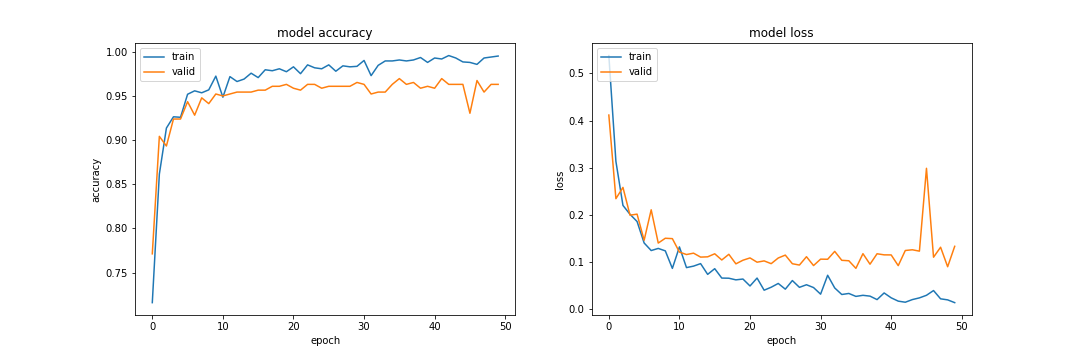 model accuracy
train
valid
1.00
0.95
0.90
0.85
0.80
0.75
accuracy
0 10 20 30 40 50
epoch
model loss
train
valid
0.5
0.4
0.3
0.2
0.1
0.0
loss
0 10 20 30 40 50
epoch